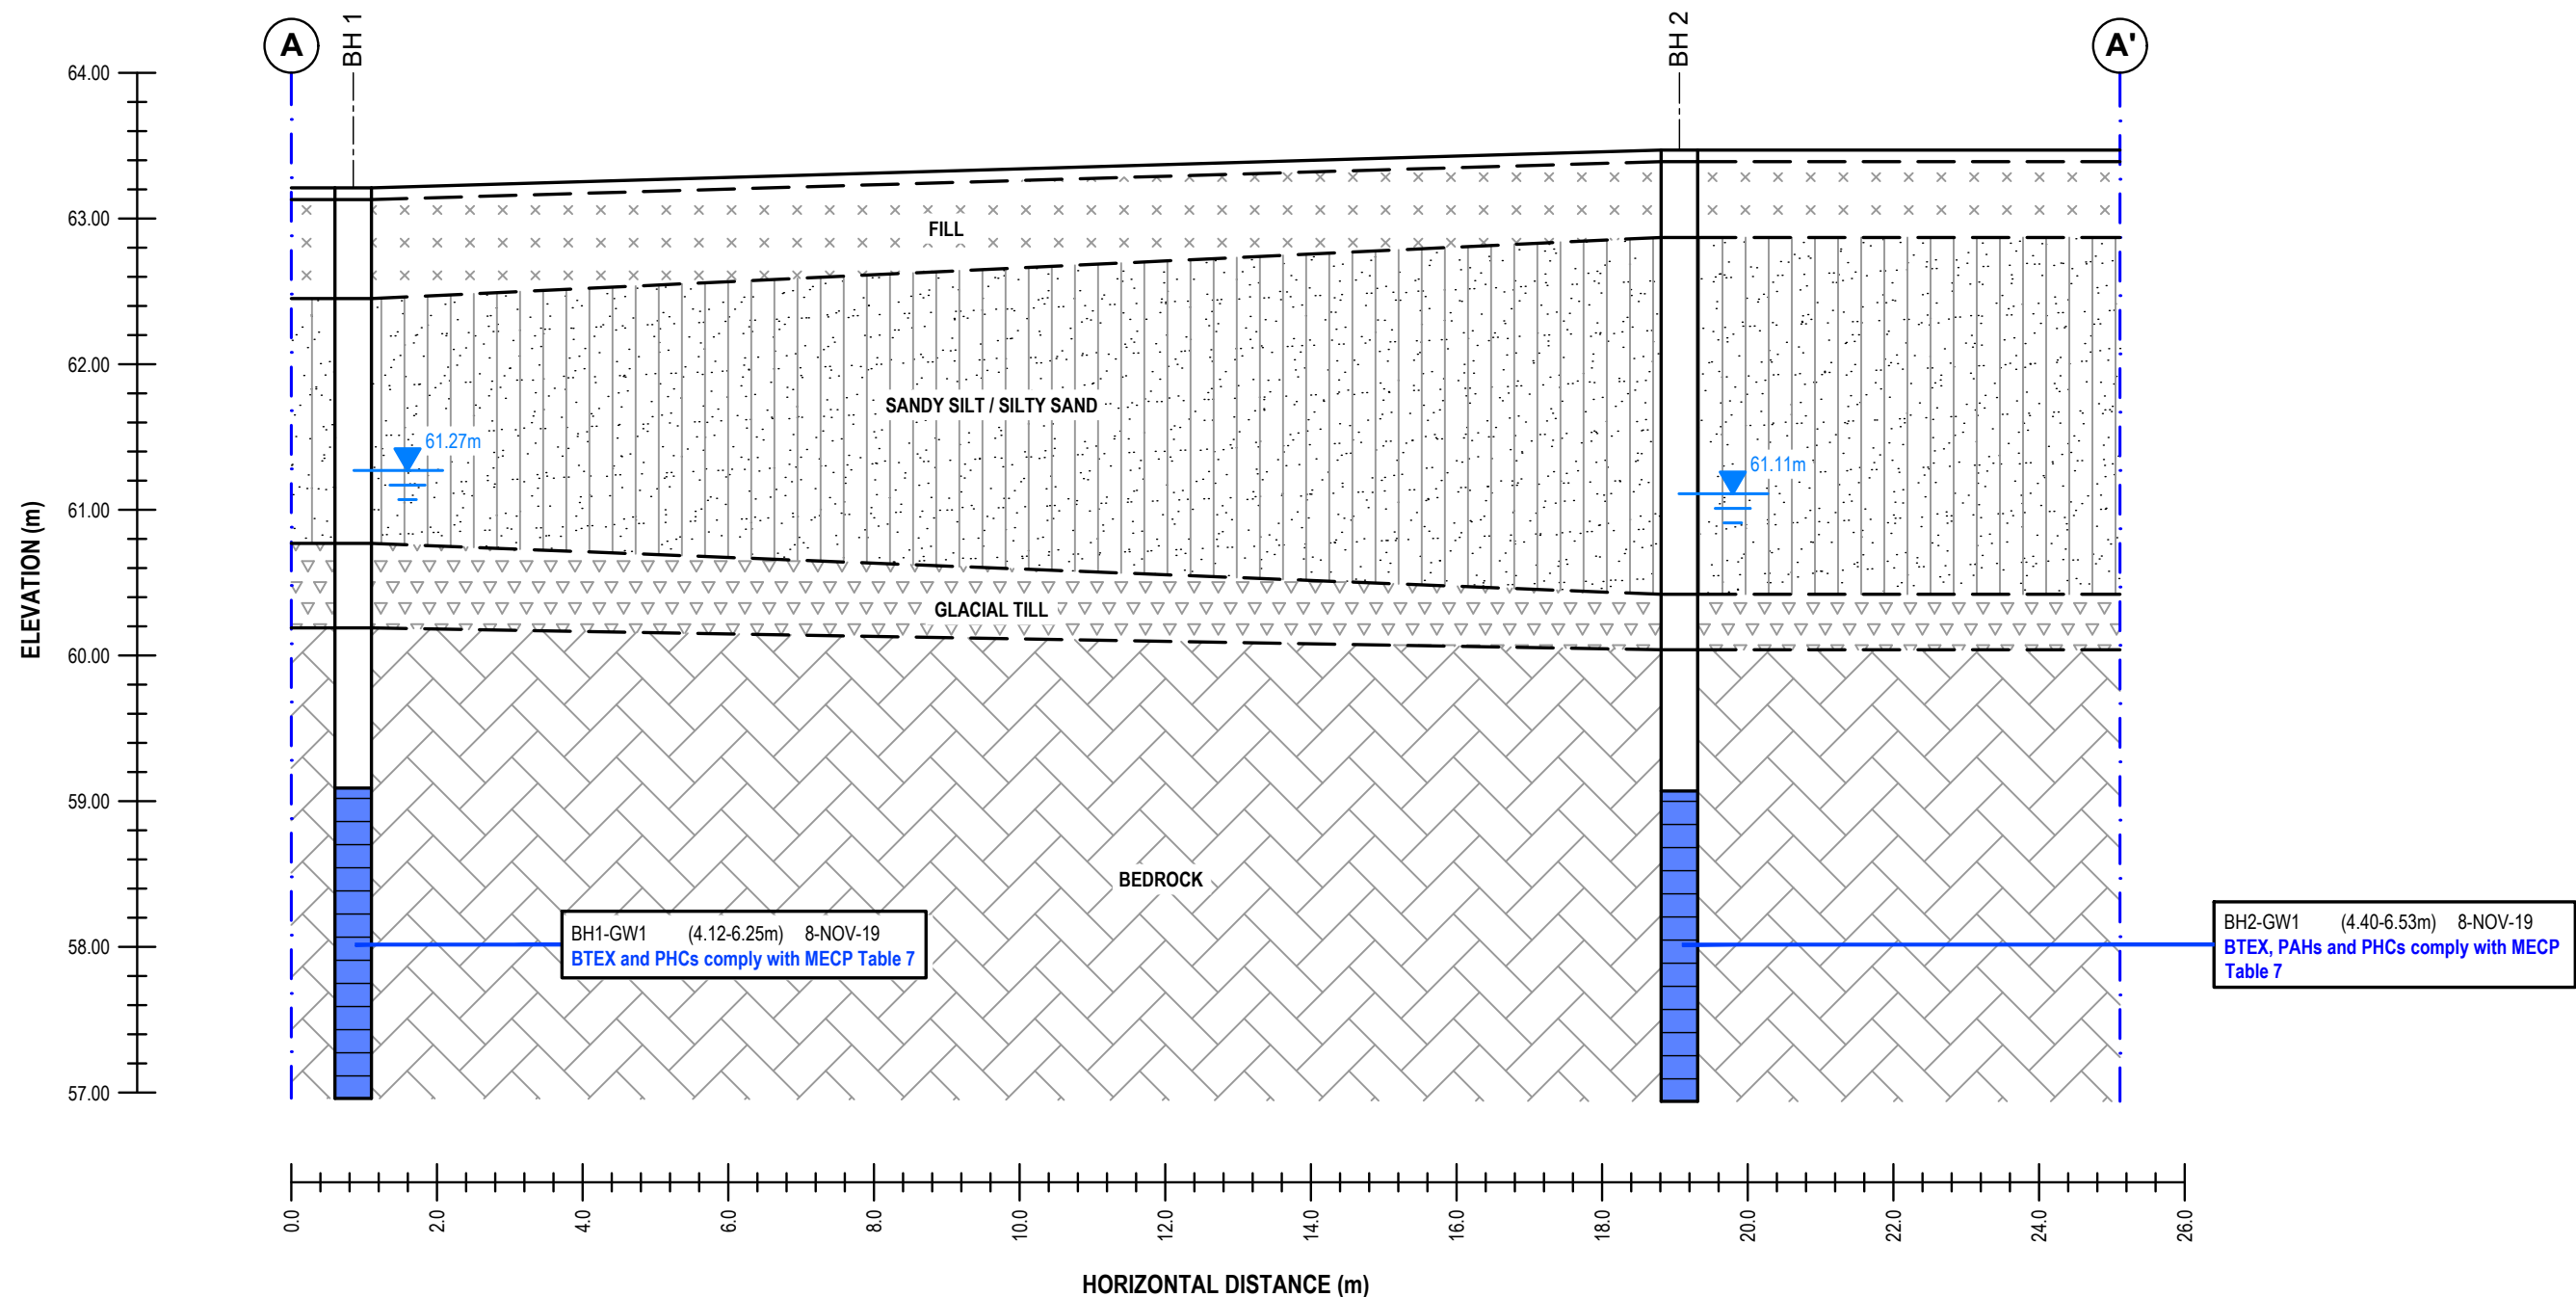 A
BH 1
BH 2
A'
64.00
63.00
62.00
61.00
60.00
59.00
58.00
57.00
ELEVATION (m)
FILL
SANDY SILT / SILTY SAND
61.27m
61.11m
GLACIAL TILL
BEDROCK
BH1-GW1 (4.12-6.25m) 8-NOV-19
BTEX and PHCs comply with MECP Table 7
BH2-GW1 (4.40-6.53m) 8-NOV-19
BTEX, PAHs and PHCs comply with MECP
Table 7
0.0
2.0
4.0
6.0
8.0
10.0
12.0
14.0
16.0
18.0
20.0
22.0
24.0
26.0
HORIZONTAL DISTANCE (m)